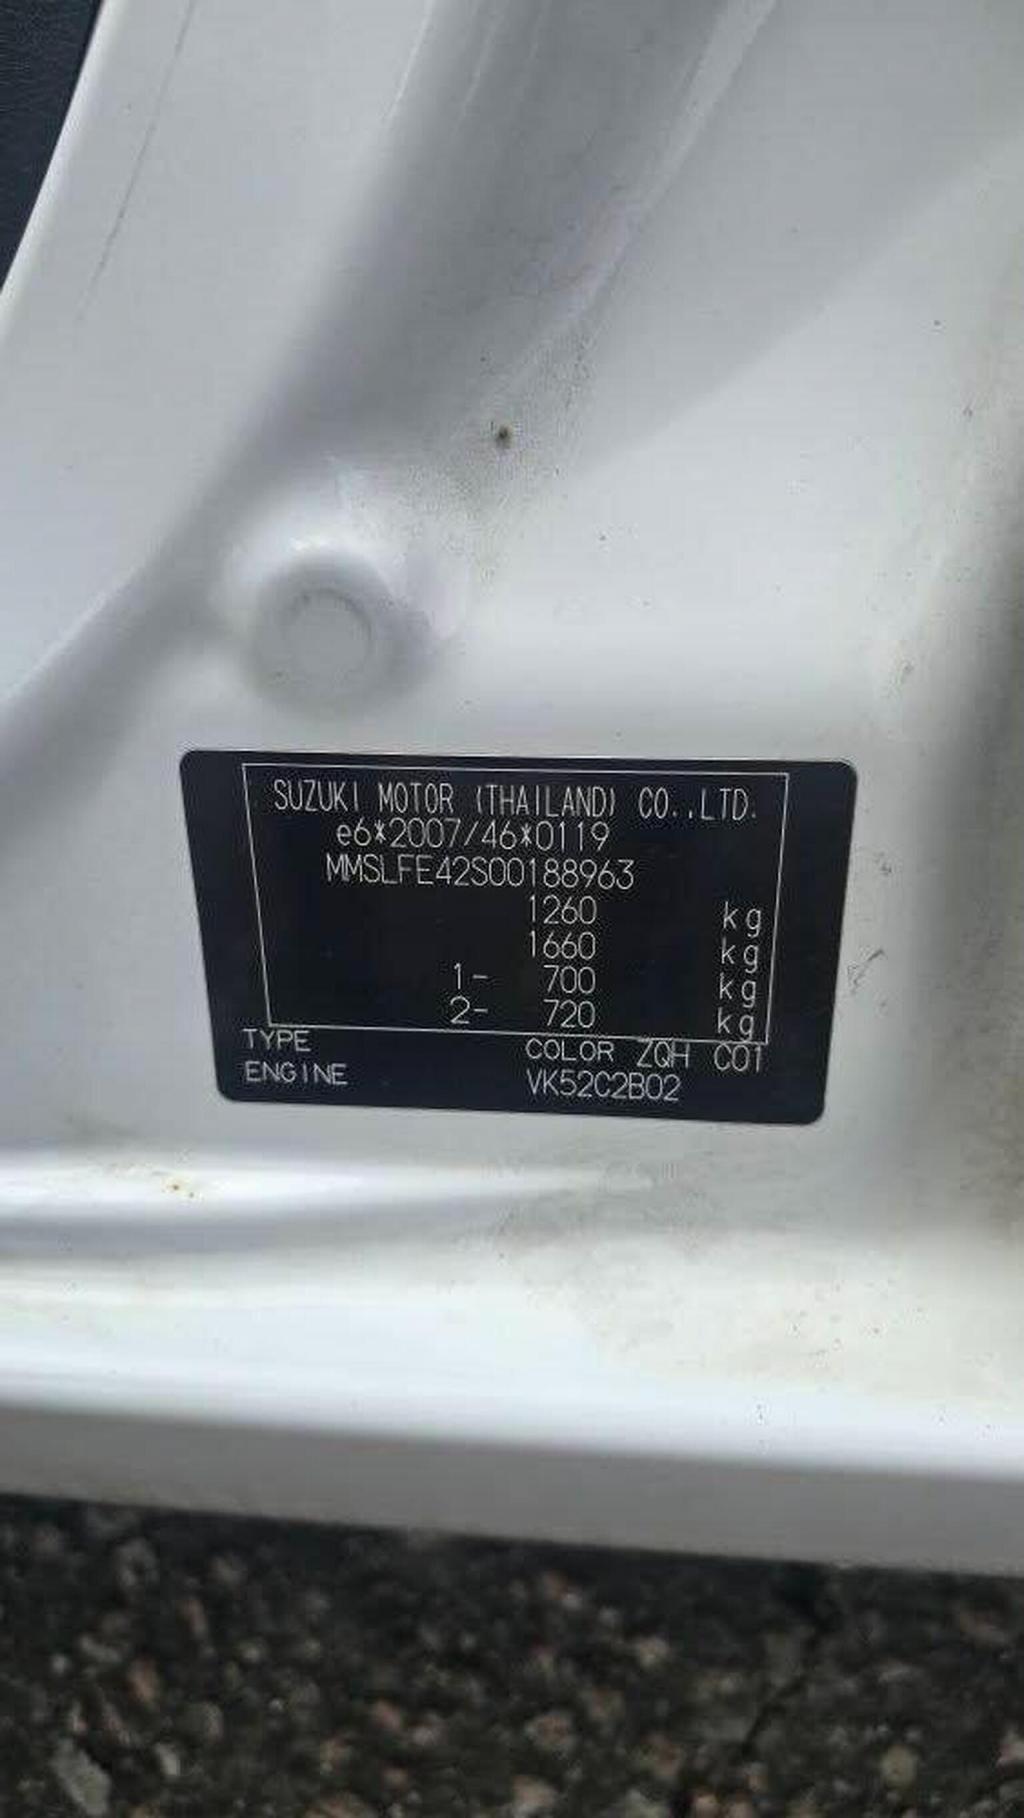 SUZUKI MOTOR (THAILAND) CO.,LTD.
e6*2007/46*0119
MMSLFE42S00188963
1260 kg
1660 kg
1- 700 kg
2- 720 kg
TYPE COLOR ZQH C01
ENGINE VK52C2B02